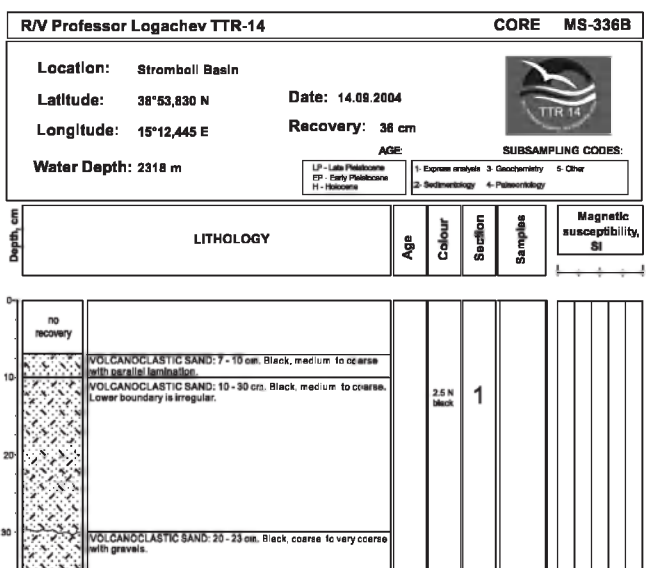 R/V Professor Logachev TTR-14 CORE MS-336B
Location: Stromboli Basin
Latitude: 38°53,830 N
Date: 14.09.2004
Longitude: 15°12,445 E
Recovery: 36 cm
Water Depth: 2318 m
TTR 14
AGE:
LP - Late Pleistocene
EP - Early Pleistocene
H - Holocene
SUBSAMPLING CODES:
1- Express analysis 3- Geochemistry 5- Other
2- Sedimentology 4- Paleontology
Depth, cm
LITHOLOGY
Age
Colour
Section
Samples
Magnetic
susceptibility,
SI
0
no
recovery
VOLCANOCLASTIC SAND: 7 - 10 cm. Black, medium to coarse
with parallel lamination.
10
VOLCANOCLASTIC SAND: 10 - 30 cm. Black, medium to coarse.
Lower boundary is irregular.
2.5 N
black
1
20
30
VOLCANOCLASTIC SAND: 20 - 23 cm. Black, coarse to very coarse
with gravels.